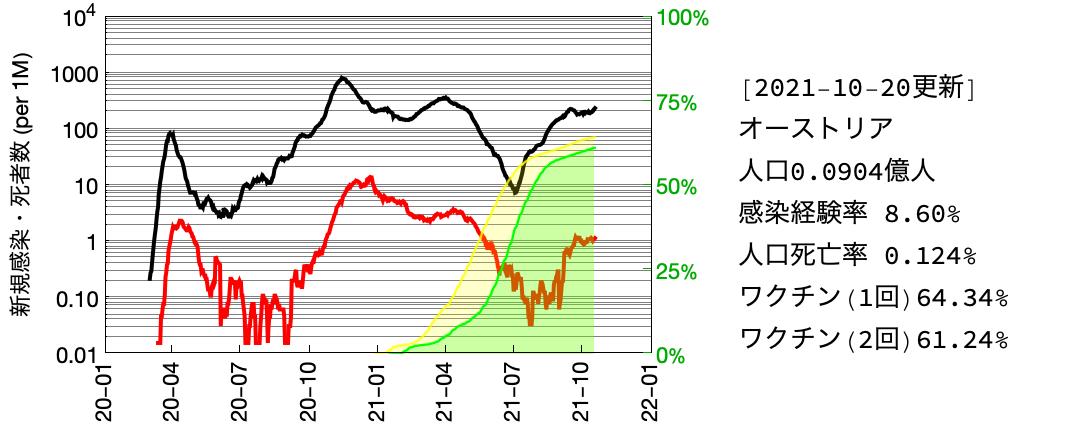 新規感染・死者数 (per 1M)
10^4
1000
100
10
1
0.10
0.01
100%
75%
50%
25%
0%
20-01
20-04
20-07
20-10
21-01
21-04
21-07
21-10
22-01
[2021-10-20更新]
オーストリア
人口0.0904億人
感染経験率 8.60%
人口死亡率 0.124%
ワクチン(1回)64.34%
ワクチン(2回)61.24%